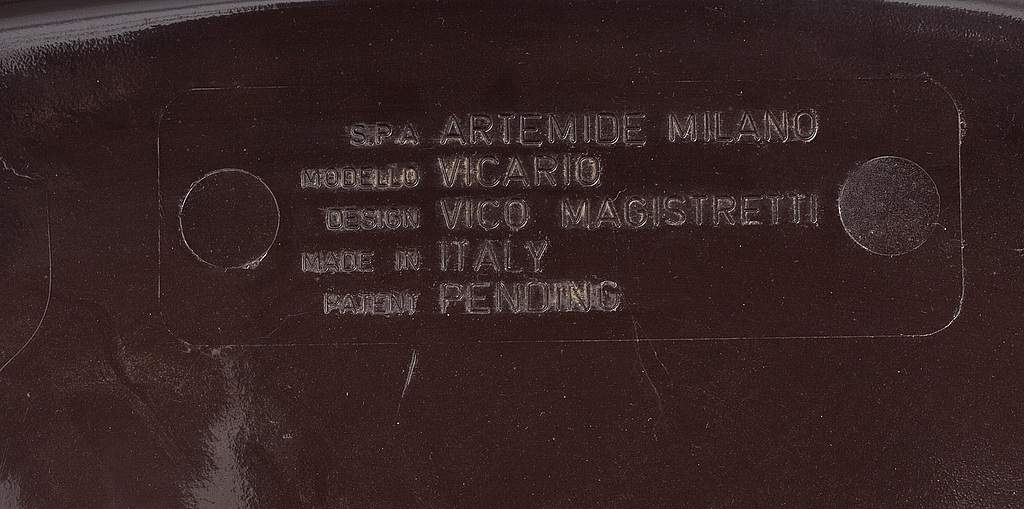 S.P.A ARTEMIDE MILANO
MODELLO VICARIO
DESIGN VICO MAGISTRETTI
MADE IN ITALY
PATENT PENDING